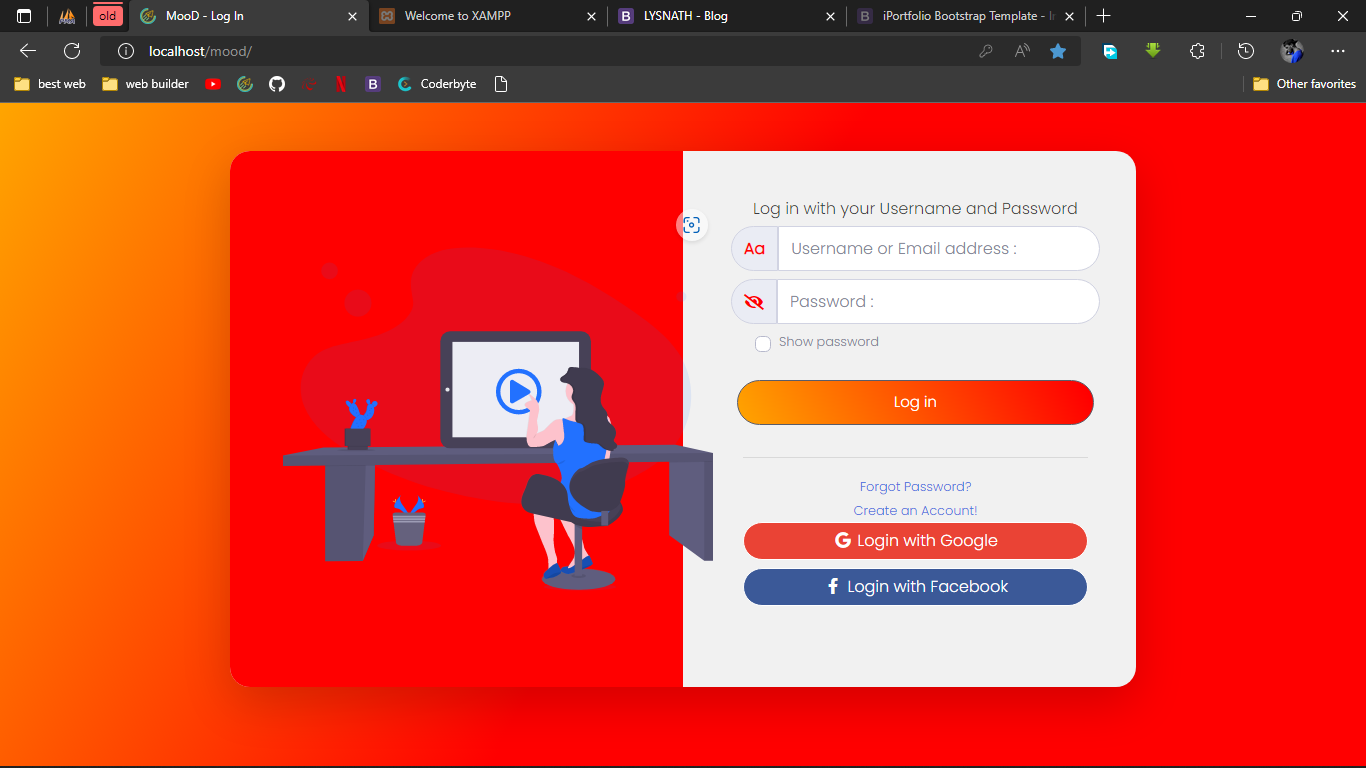 old
MooD - Log In
Welcome to XAMPP
LYSNATH - Blog
iPortfolio Bootstrap Template -
localhost/mood/
best web
web builder
Coderbyte
Other favorites
Log in with your Username and Password
Aa
Username or Email address :
Password :
Show password
Log in
Forgot Password?
Create an Account!
Login with Google
Login with Facebook